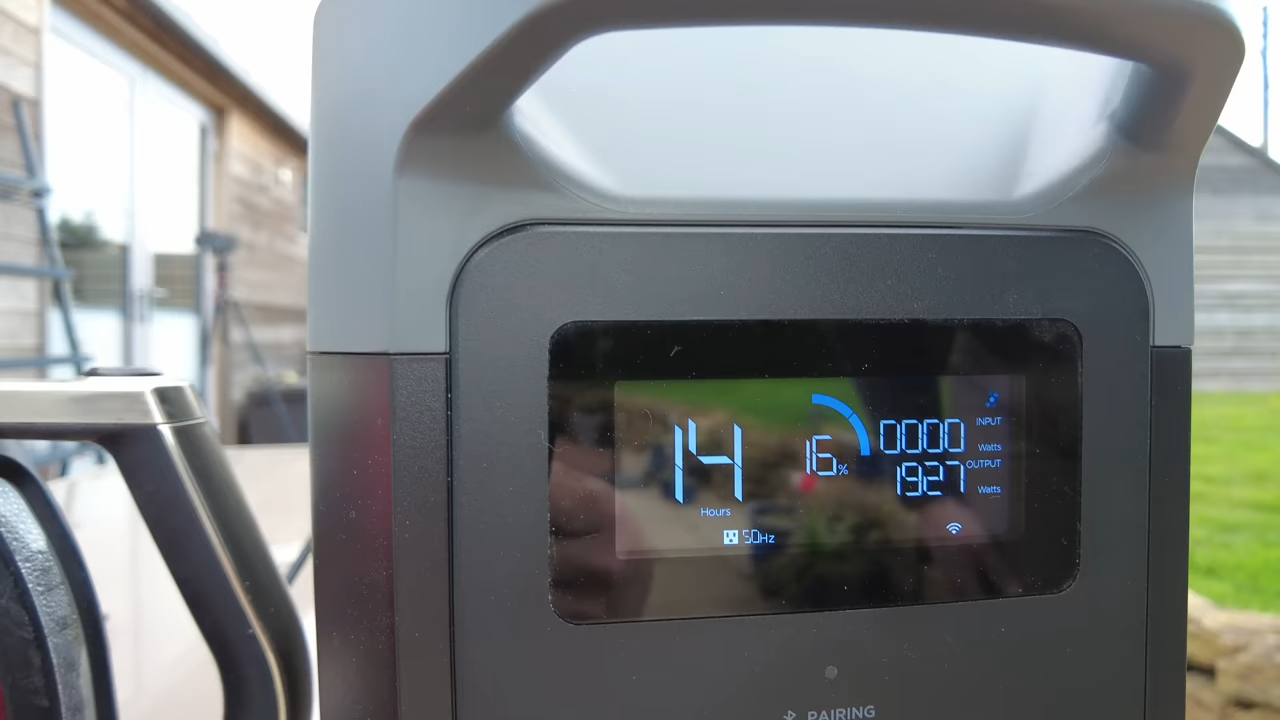 14
Hours
16%
0000
INPUT
Watts
1927
OUTPUT
Watts
50Hz
PAIRING